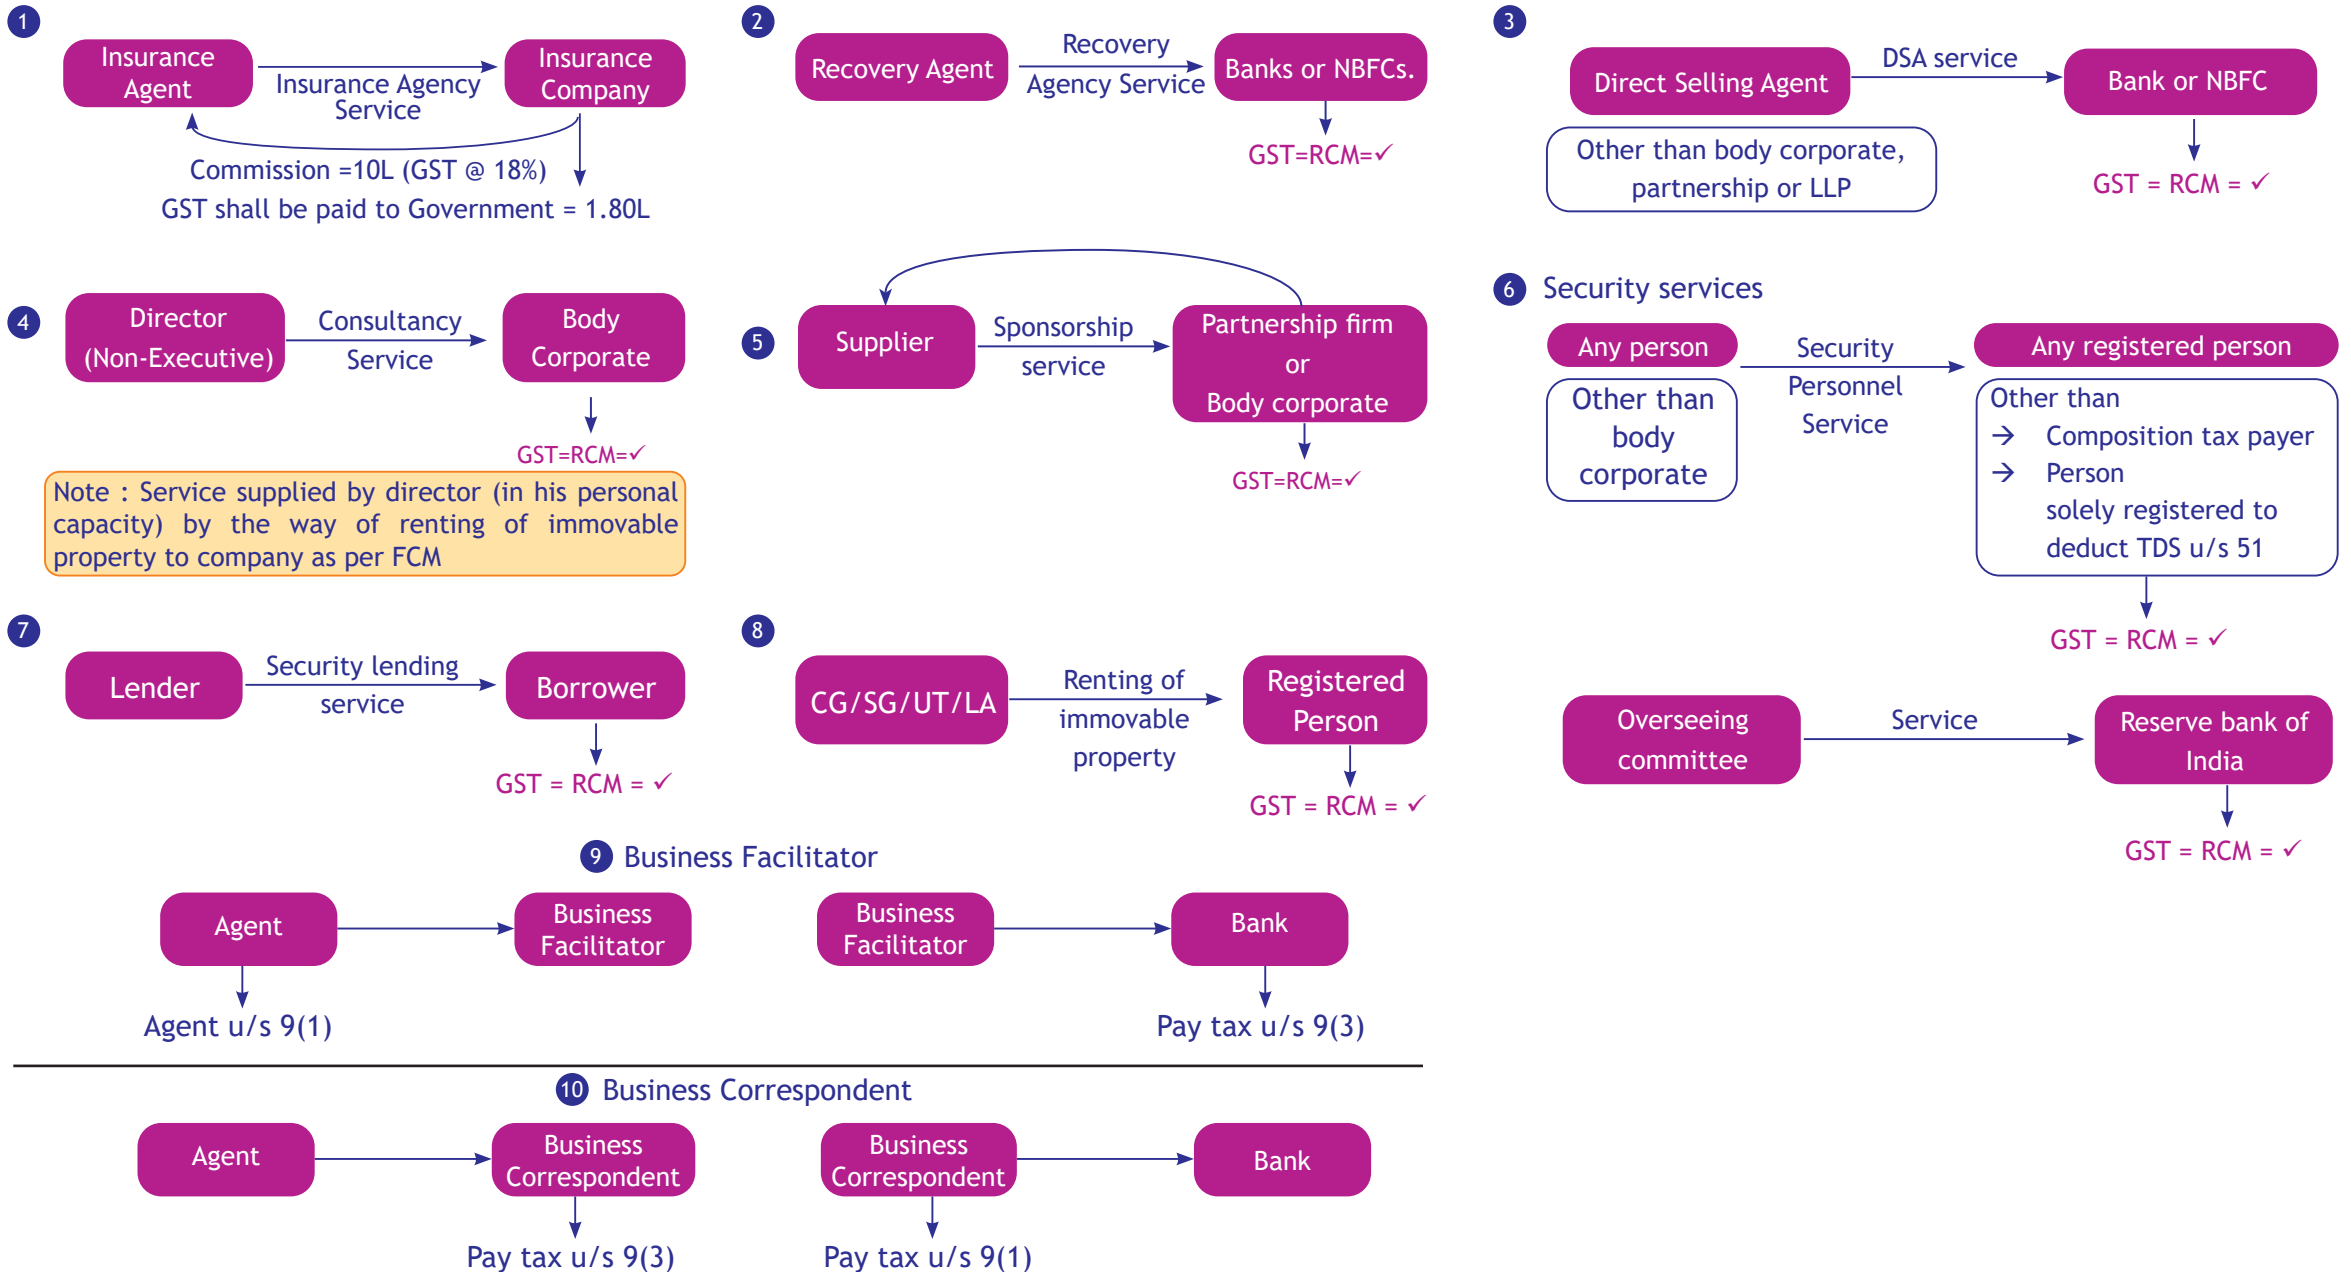 1
Insurance
Agent
Insurance Agency
Service
Insurance
Company
Commission =10L (GST @ 18%)
GST shall be paid to Government = 1.80L
2
Recovery Agent
Recovery
Agency Service
Banks or NBFCs.
GST=RCM=✓
3
Direct Selling Agent
DSA service
Bank or NBFC
Other than body corporate,
partnership or LLP
GST = RCM = ✓
4
Director
(Non-Executive)
Consultancy
Service
Body
Corporate
GST=RCM=✓
Note : Service supplied by director (in his personal
capacity) by the way of renting of immovable
property to company as per FCM
5
Supplier
Sponsorship
service
Partnership firm
or
Body corporate
GST=RCM=✓
6 Security services
Any person
Other than
body
corporate
Security
Personnel
Service
Any registered person
Other than
→ Composition tax payer
→ Person
solely registered to
deduct TDS u/s 51
GST = RCM = ✓
7
Lender
Security lending
service
Borrower
GST = RCM = ✓
8
CG/SG/UT/LA
Renting of
immovable
property
Registered
Person
GST = RCM = ✓
Overseeing
committee
Service
Reserve bank of
India
GST = RCM = ✓
9 Business Facilitator
Agent
Business
Facilitator
Agent u/s 9(1)
Business
Facilitator
Bank
Pay tax u/s 9(3)
10 Business Correspondent
Agent
Business
Correspondent
Pay tax u/s 9(3)
Business
Correspondent
Bank
Pay tax u/s 9(1)